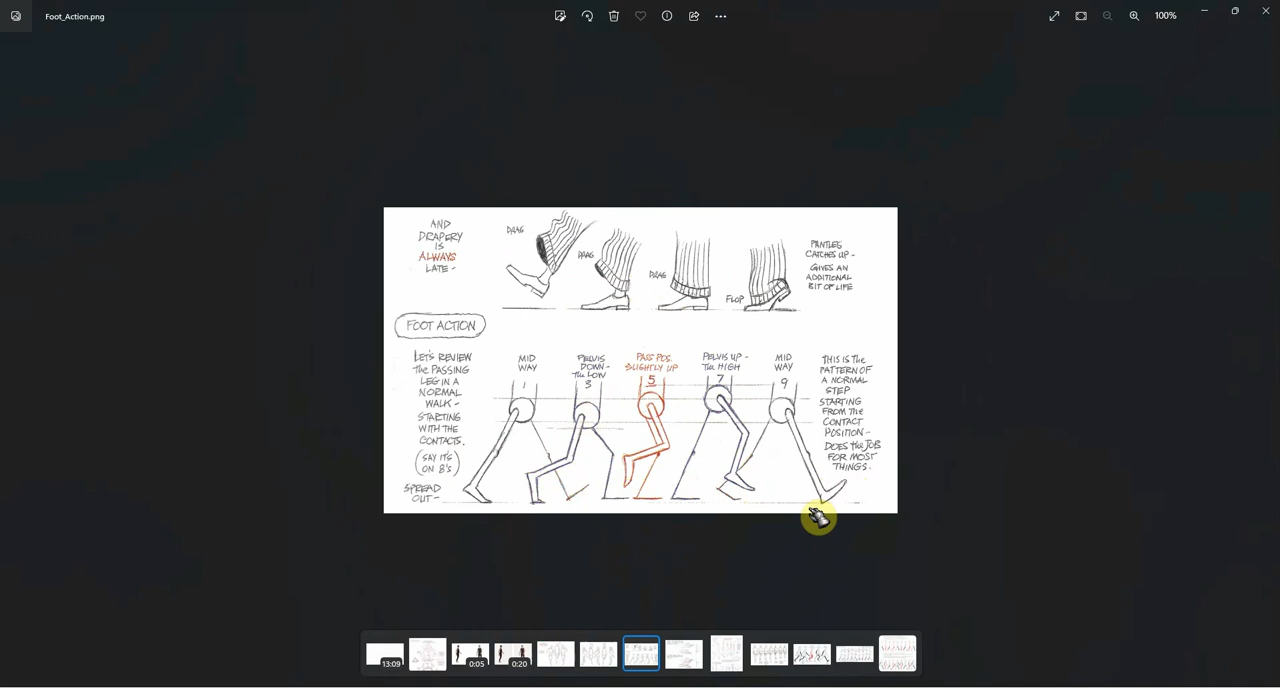 Foot_Action.png
100%
AND
DRAPERY
IS
ALWAYS
LATE -
DRAG
DRAG
DRAG
FLOP
PANTLEG
CATCHES UP -
GIVES AN
ADDITIONAL
BIT OF LIFE
FOOT ACTION
LET'S REVIEW
the PASSING
LEG IN A
NORMAL
WALK -
STARTING
WITH THE
CONTACTS.
(SAY IT'S
ON 8'S)
SPREAD
OUT -
MID
WAY
1
PELVIS
DOWN -
the LOW
3
PASS POS.
SLIGHTLY UP
5
PELVIS UP -
the HIGH
7
MID
WAY
9
THIS IS the
PATTERN OF
A NORMAL
STEP
STARTING
FROM the
CONTACT
POSITION -
DOES the JOB
FOR MOST
THINGS.
13:09
0:05
0:20